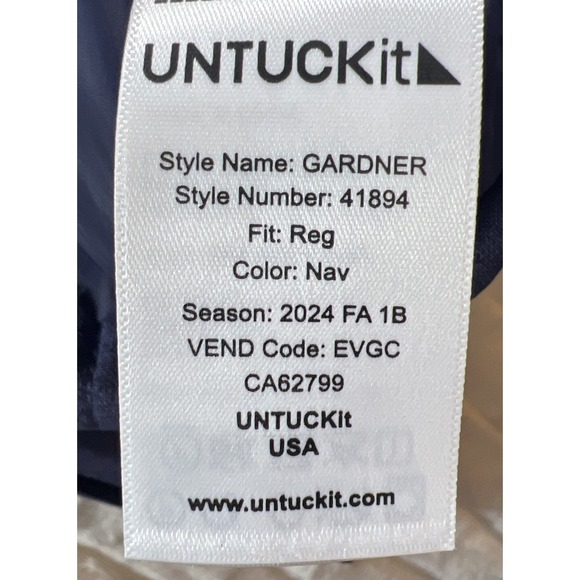 UNTUCKit
Style Name: GARDNER
Style Number: 41894
Fit: Reg
Color: Nav
Season: 2024 FA 1B
VEND Code: EVGC
CA62799
UNTUCKit
USA
www.untuckit.com